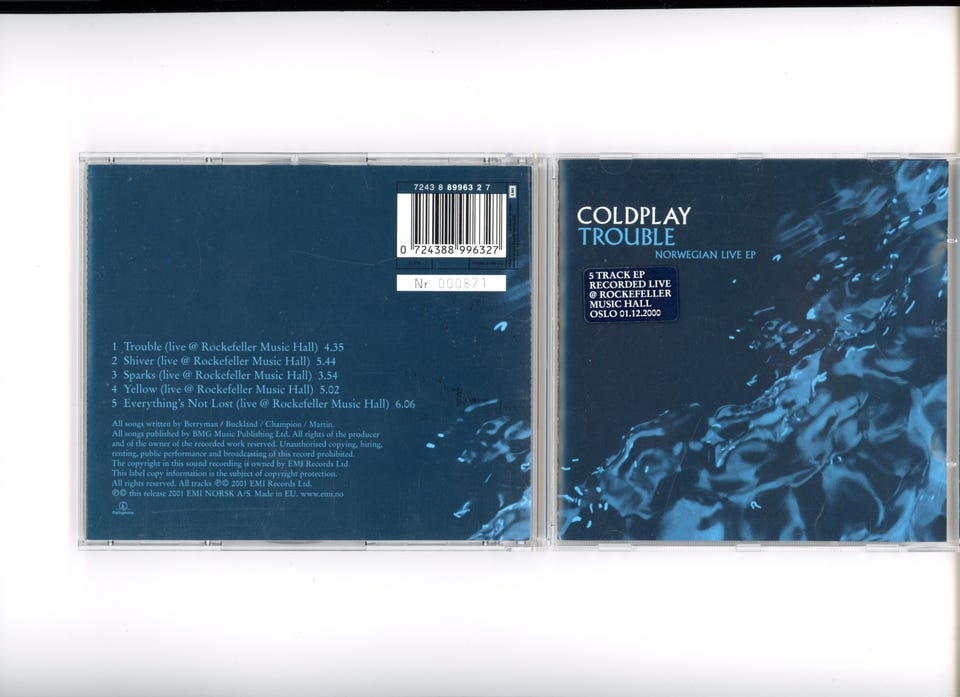 7243 8 89963 2 7
0 724388 996327
Nr 000871
1 Trouble (live @ Rockefeller Music Hall) 4.35
2 Shiver (live @ Rockefeller Music Hall) 5.44
3 Sparks (live @ Rockefeller Music Hall) 3.54
4 Yellow (live @ Rockefeller Music Hall) 5.02
5 Everything's Not Lost (live @ Rockefeller Music Hall) 6.06
All songs written by Berryman / Buckland / Champion / Martin.
All songs published by BMG Music Publishing Ltd. All rights of the producer
and of the owner of the recorded work reserved. Unauthorised copying, hiring,
renting, public performance and broadcasting of this record prohibited.
The copyright in this sound recording is owned by EMI Records Ltd.
This label copy information is the subject of copyright protection.
All rights reserved. All tracks ℗© 2001 EMI Records Ltd.
℗© this release 2001 EMI NORSK A/S. Made in EU. www.emi.no
Parlophone
COLDPLAY
TROUBLE
NORWEGIAN LIVE EP
5 TRACK EP
RECORDED LIVE
@ ROCKEFELLER
MUSIC HALL
OSLO 01.12.2000